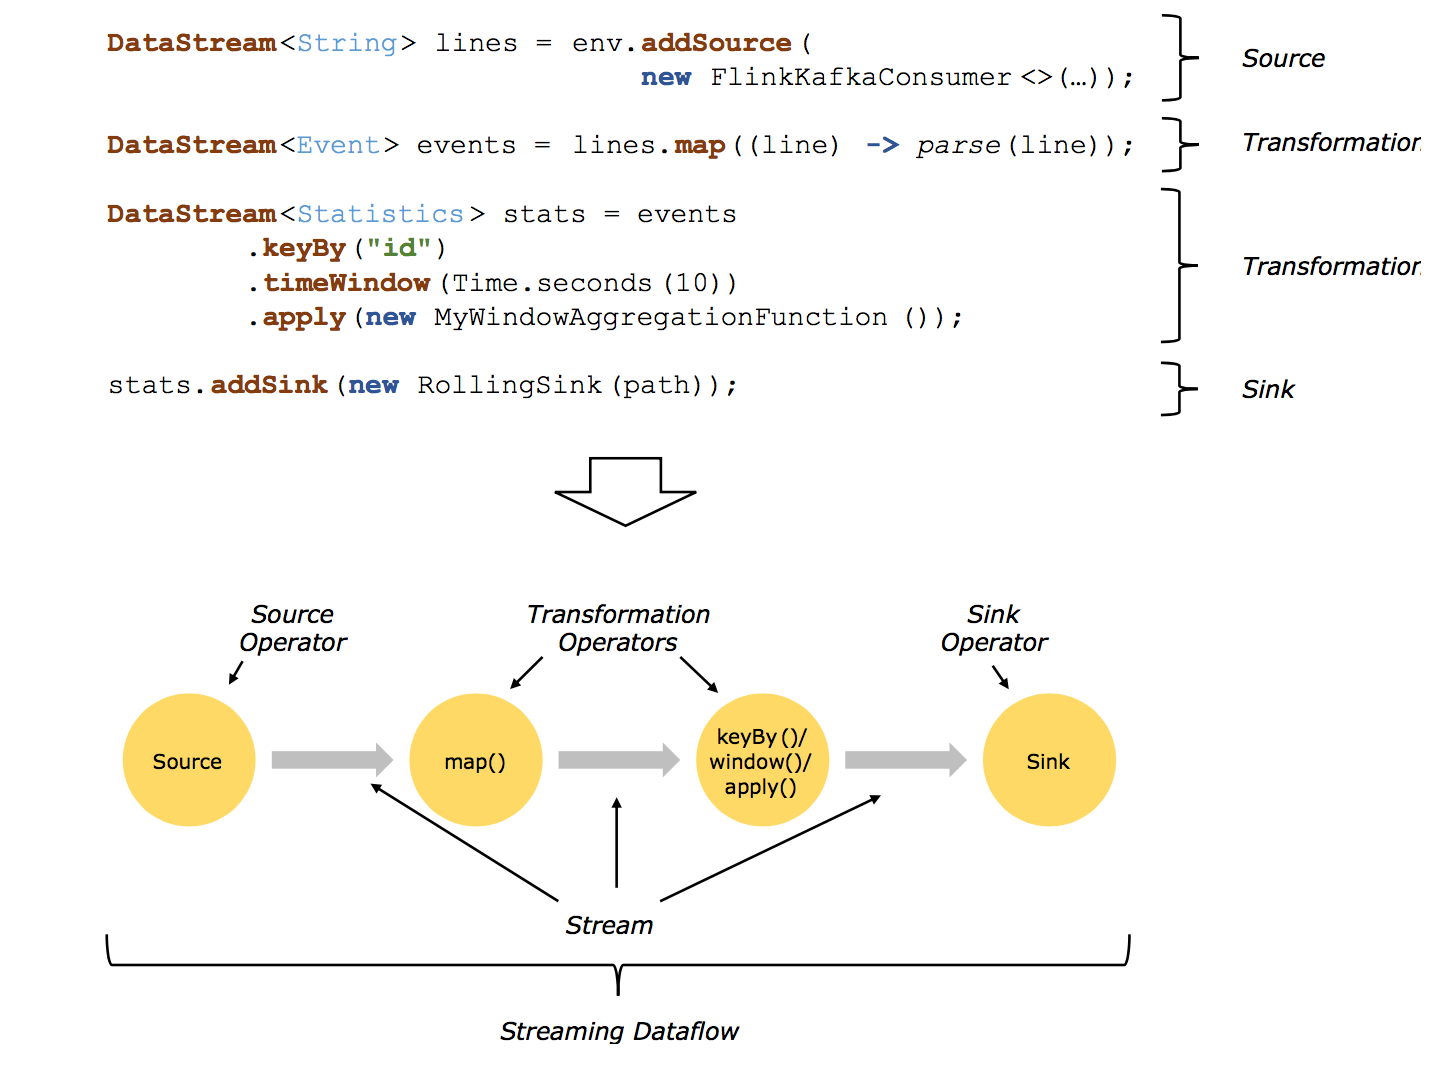 DataStream<String> lines = env.addSource(
new FlinkKafkaConsumer<>(…));
Source
DataStream<Event> events = lines.map((line) -> parse(line));
Transformation
DataStream<Statistics> stats = events
.keyBy("id")
.timeWindow(Time.seconds(10))
.apply(new MyWindowAggregationFunction());
Transformation
stats.addSink(new RollingSink(path));
Sink
Source
Operator
Transformation
Operators
Sink
Operator
Source
map()
keyBy()/
window()/
apply()
Sink
Stream
Streaming Dataflow